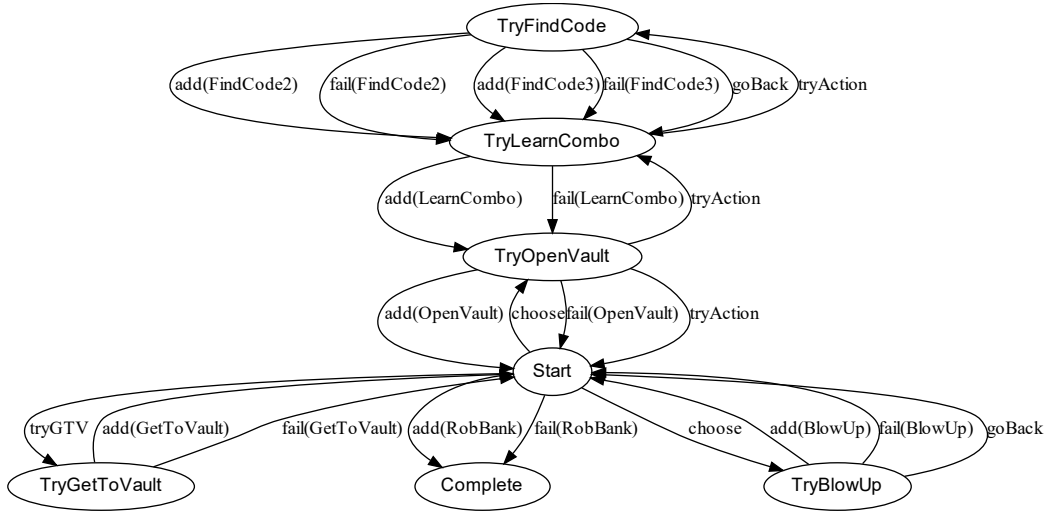 TryFindCode
add(FindCode2) fail(FindCode2) add(FindCode3) fail(FindCode3) goBack tryAction
TryLearnCombo
add(LearnCombo) fail(LearnCombo) tryAction
TryOpenVault
add(OpenVault) choose fail(OpenVault) tryAction
Start
tryGTV add(GetToVault) fail(GetToVault) add(RobBank) fail(RobBank) choose add(BlowUp) fail(BlowUp) goBack
TryGetToVault Complete TryBlowUp